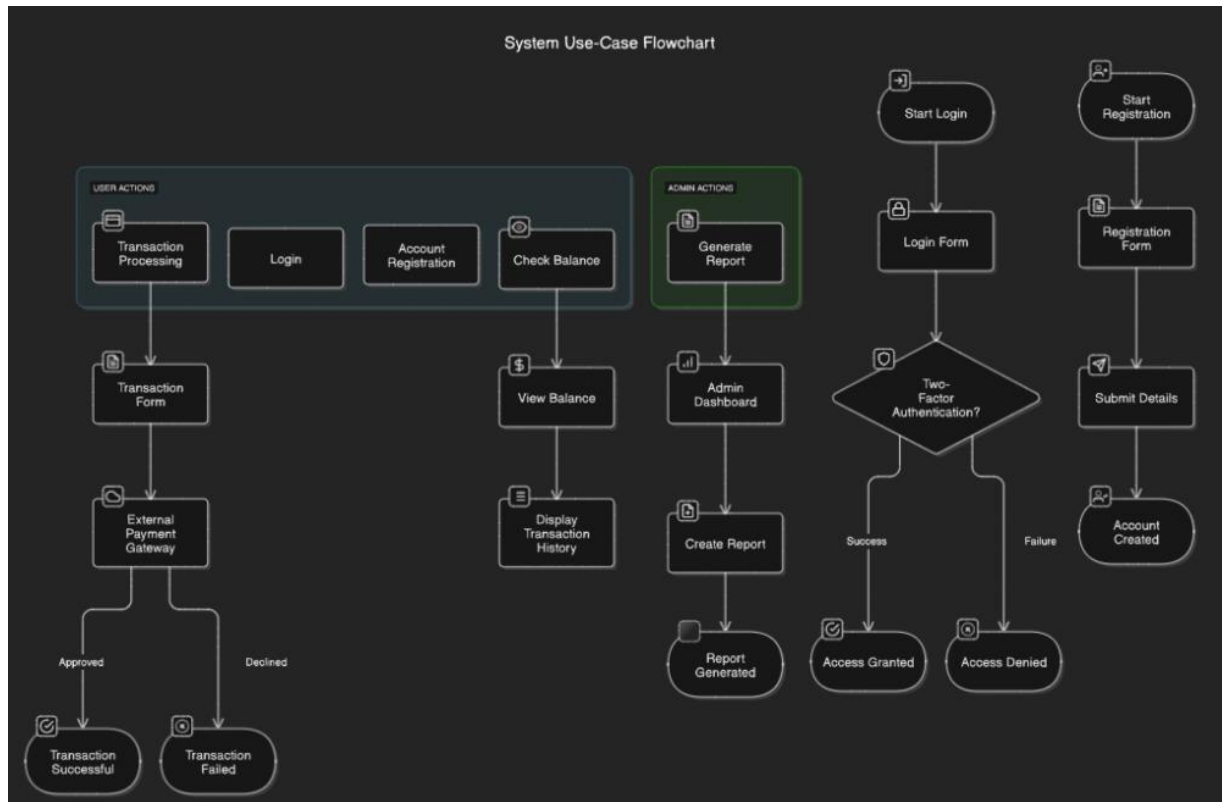 System Use-Case Flowchart
Start Login
Start
Registration
USER ACTIONS
ADMIN ACTIONS
Transaction
Processing
Login
Account
Registration
Check Balance
Generate
Report
Login Form
Registration
Form
Transaction
Form
View Balance
Admin
Dashboard
Two-
Factor
Authentication?
Submit Details
External
Payment
Gateway
Display
Transaction
History
Create Report
Success
Failure
Account
Created
Approved
Declined
Report
Generated
Access Granted
Access Denied
Transaction
Successful
Transaction
Failed